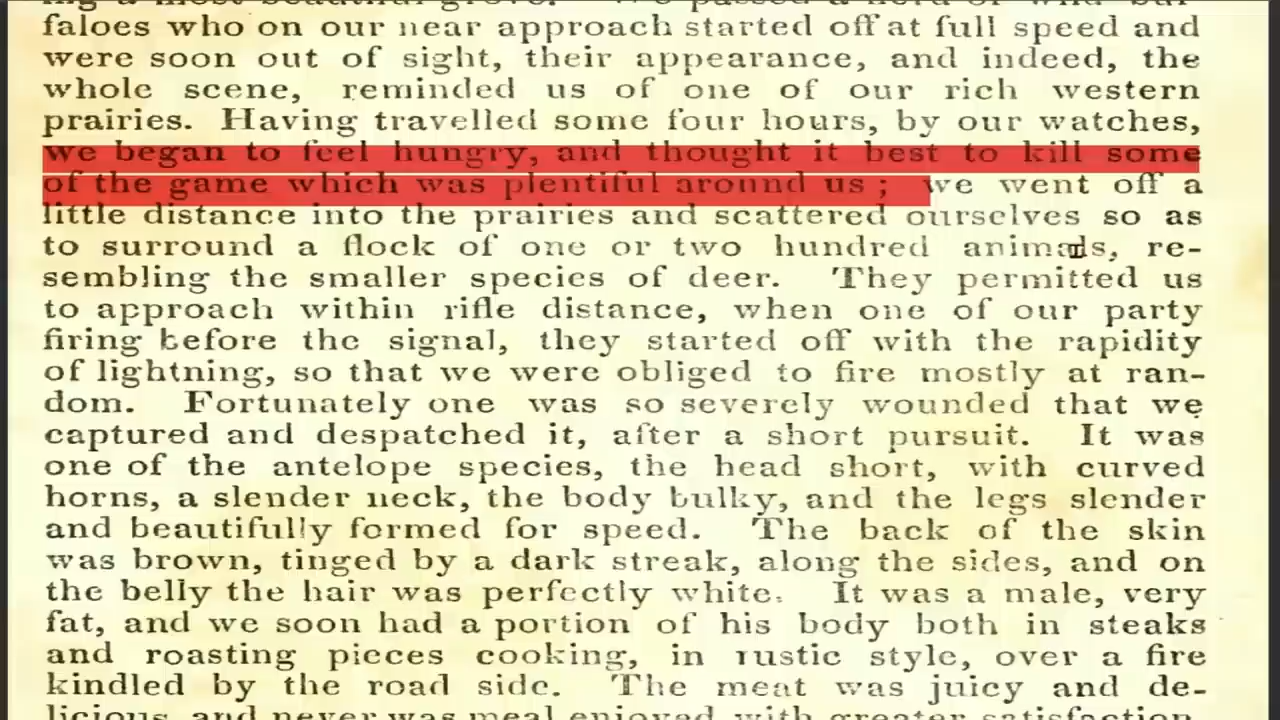 ing a most beautiful grove. We passed a herd of wild buf-
faloes who on our near approach started off at full speed and
were soon out of sight, their appearance, and indeed, the
whole scene, reminded us of one of our rich western
prairies. Having travelled some four hours, by our watches,
we began to feel hungry, and thought it best to kill some
of the game which was plentiful around us ; we went off a
little distance into the prairies and scattered ourselves so as
to surround a flock of one or two hundred animals, re-
sembling the smaller species of deer. They permitted us
to approach within rifle distance, when one of our party
firing before the signal, they started off with the rapidity
of lightning, so that we were obliged to fire mostly at ran-
dom. Fortunately one was so severely wounded that we
captured and despatched it, after a short pursuit. It was
one of the antelope species, the head short, with curved
horns, a slender neck, the body bulky, and the legs slender
and beautifully formed for speed. The back of the skin
was brown, tinged by a dark streak, along the sides, and on
the belly the hair was perfectly white. It was a male, very
fat, and we soon had a portion of his body both in steaks
and roasting pieces cooking, in rustic style, over a fire
kindled by the road side. The meat was juicy and de-
licious, and never was meal enjoyed with greater satisfaction.